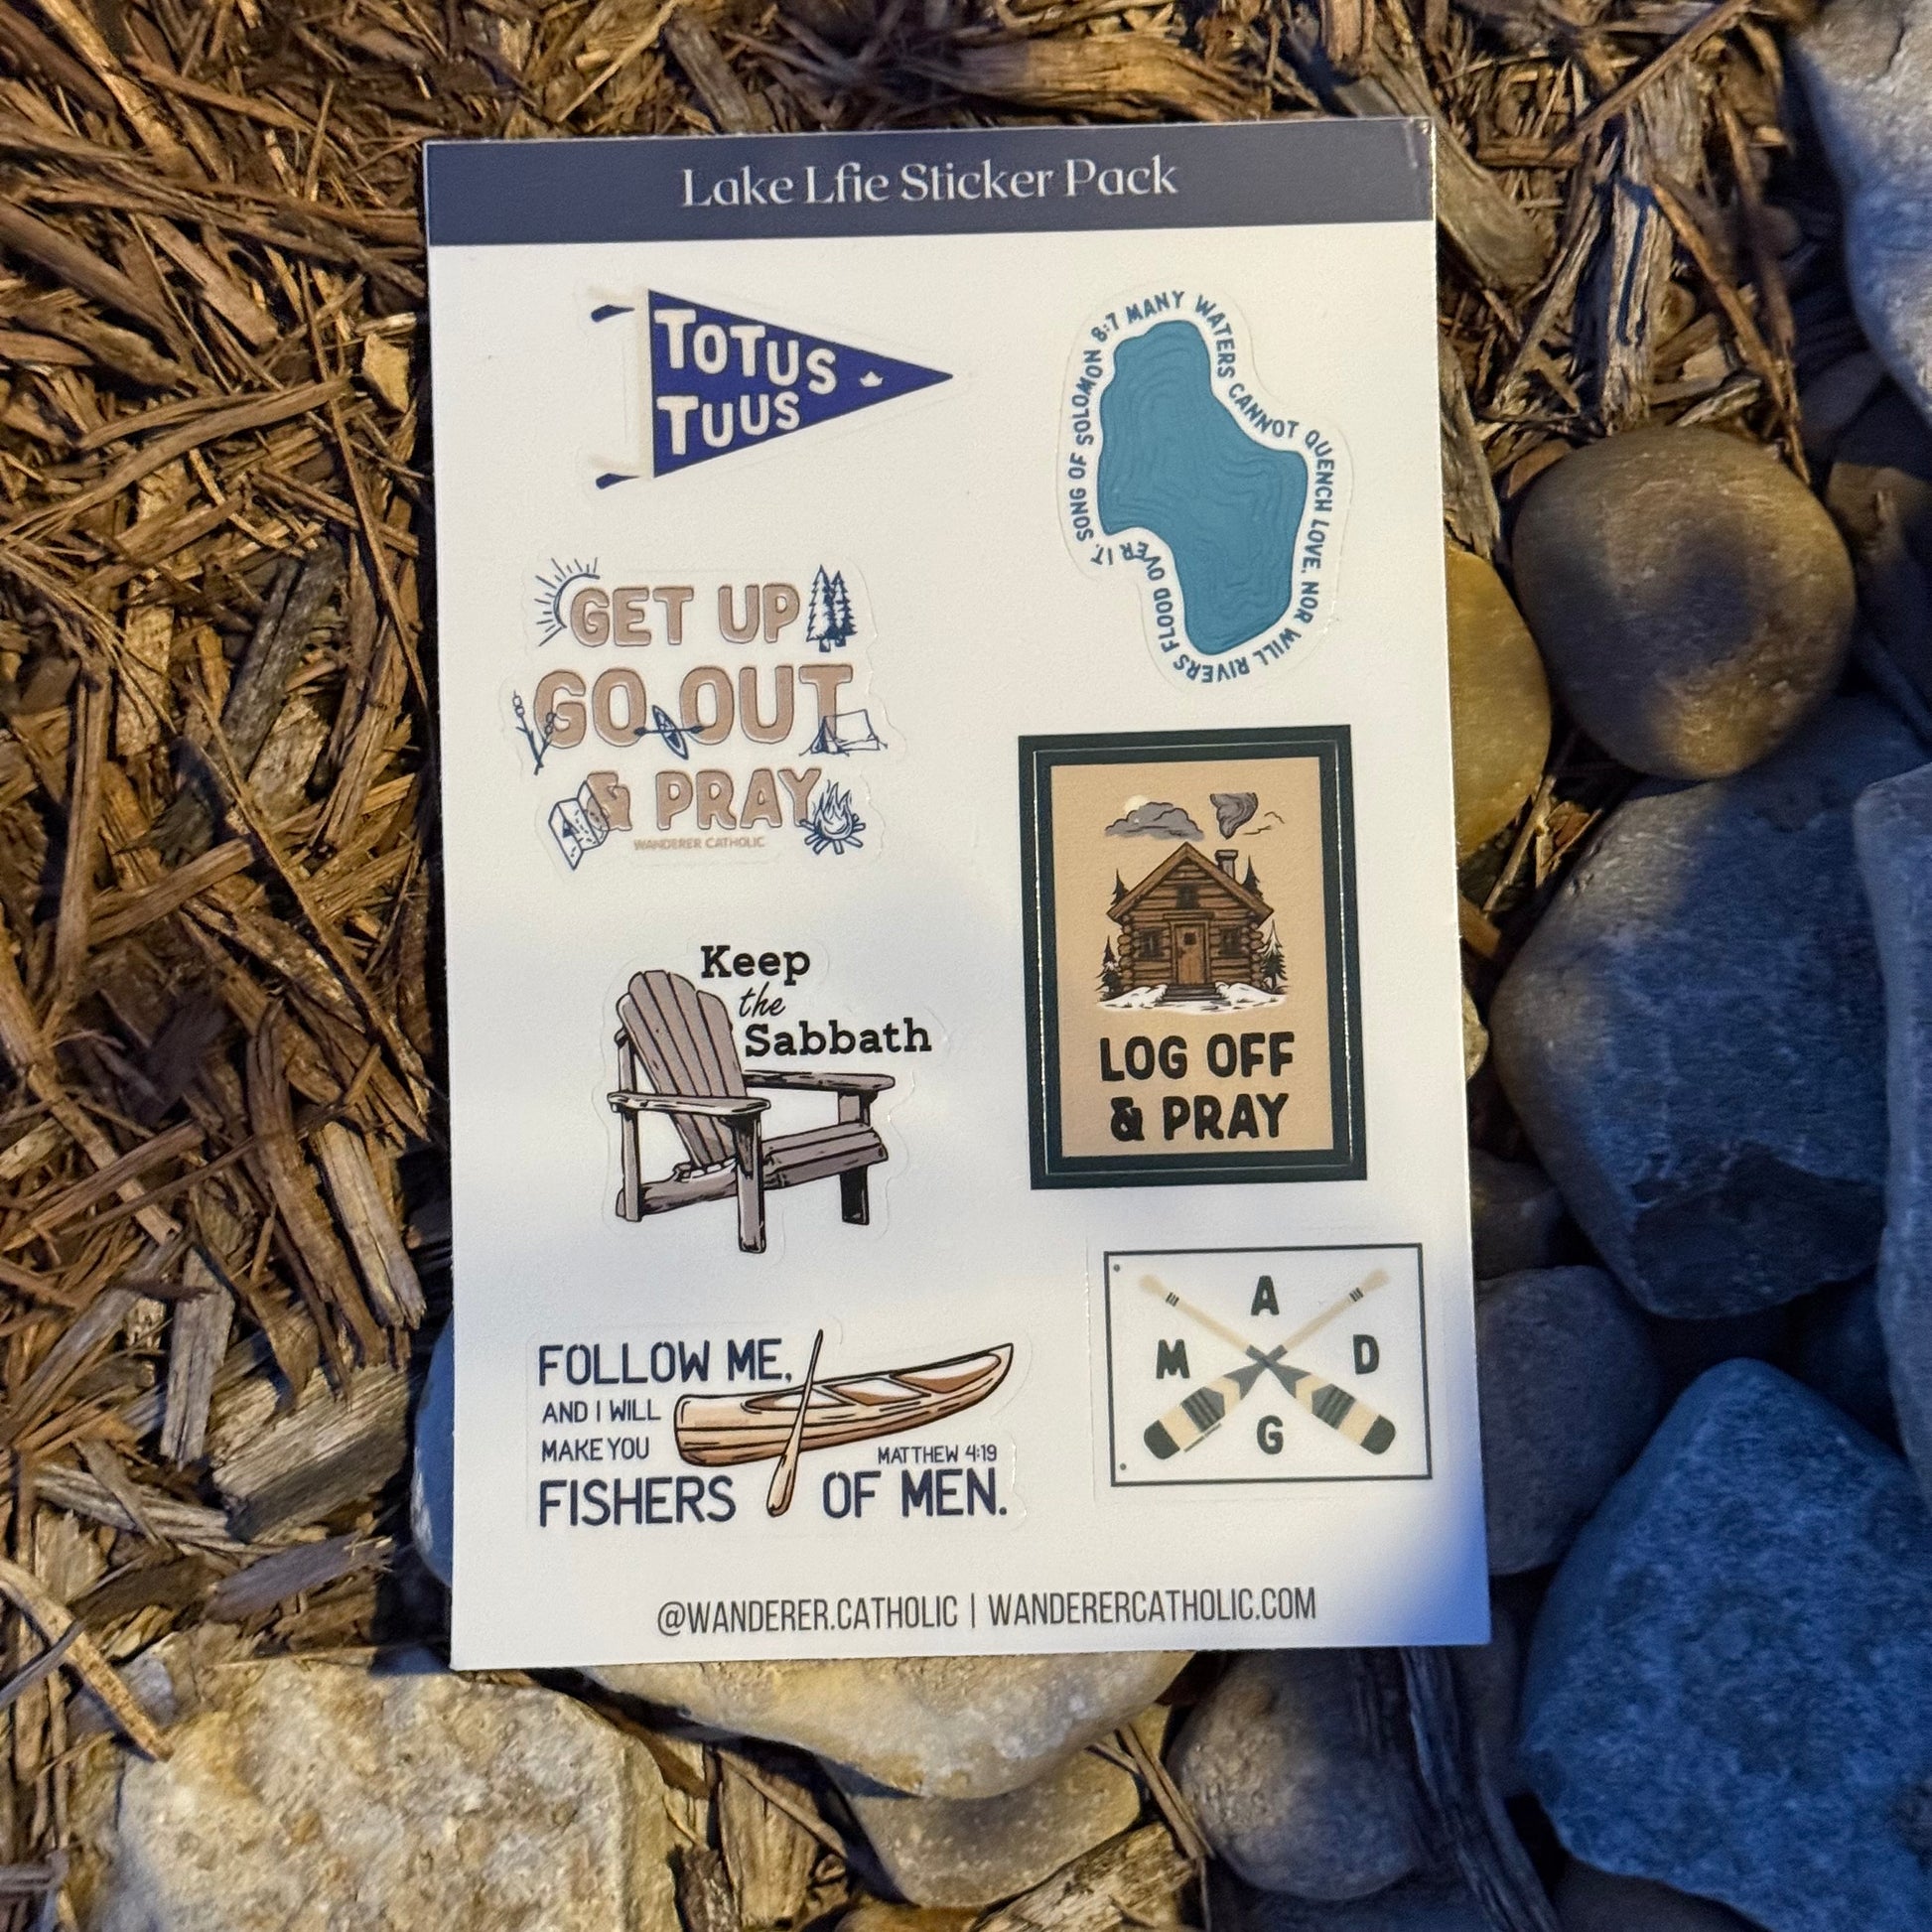 Lake Lfie Sticker Pack
TOTUS
TUUS
SONG OF SOLOMON 8:7 MANY WATERS CANNOT QUENCH LOVE, NOR WILL RIVERS FLOOD OVER IT.
GET UP
GO OUT
& PRAY
WANDERER CATHOLIC
LOG OFF
& PRAY
Keep
the
Sabbath
FOLLOW ME,
AND I WILL
MAKE YOU
MATTHEW 4:19
FISHERS OF MEN.
A
M D
G
@WANDERER.CATHOLIC | WANDERERCATHOLIC.COM